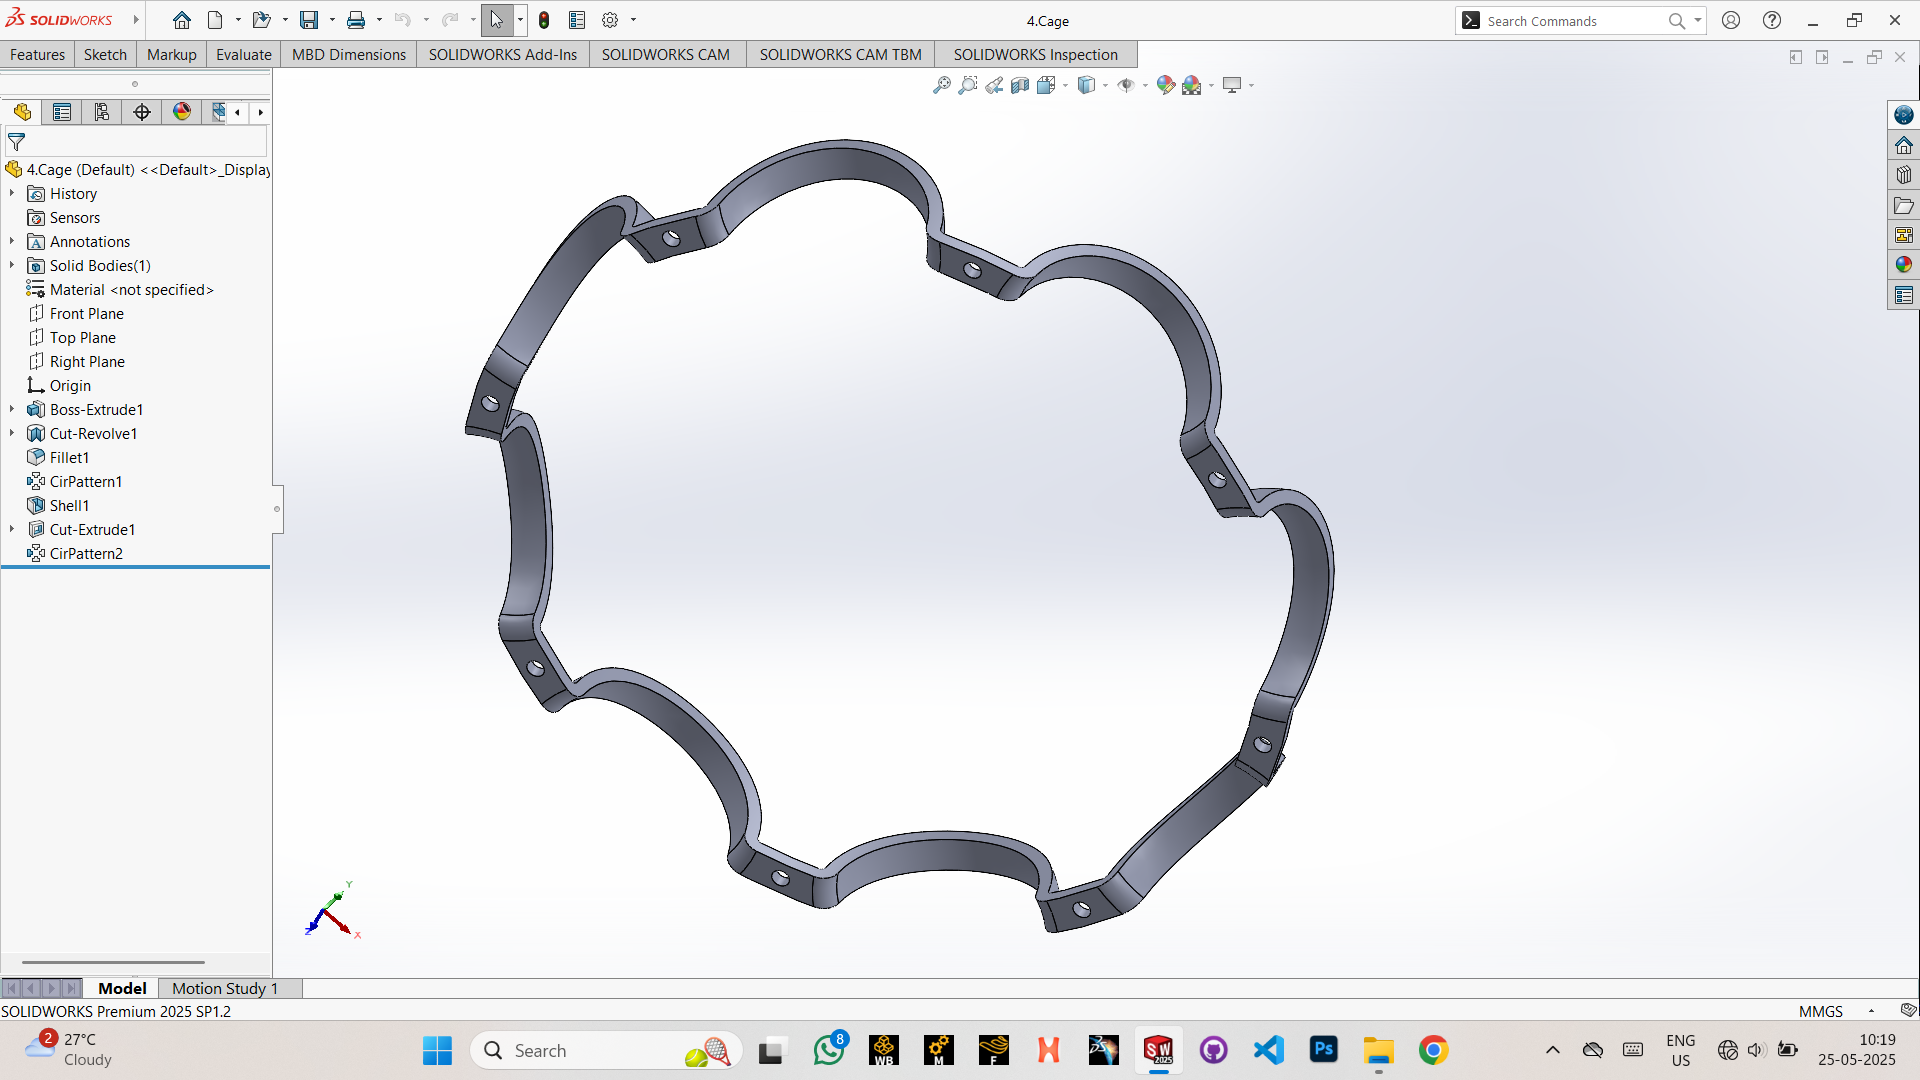 SOLIDWORKS
4.Cage
Search Commands
Features
Sketch
Markup
Evaluate
MBD Dimensions
SOLIDWORKS Add-Ins
SOLIDWORKS CAM
SOLIDWORKS CAM TBM
SOLIDWORKS Inspection
4.Cage (Default) <<Default>_Display
History
Sensors
Annotations
Solid Bodies(1)
Material <not specified>
Front Plane
Top Plane
Right Plane
Origin
Boss-Extrude1
Cut-Revolve1
Fillet1
CirPattern1
Shell1
Cut-Extrude1
CirPattern2
Y
Z
X
Model
Motion Study 1
SOLIDWORKS Premium 2025 SP1.2
MMGS
2
27°C
Cloudy
Search
8
WB
M
F
SW
2025
Ps
ENG
US
10:19
25-05-2025